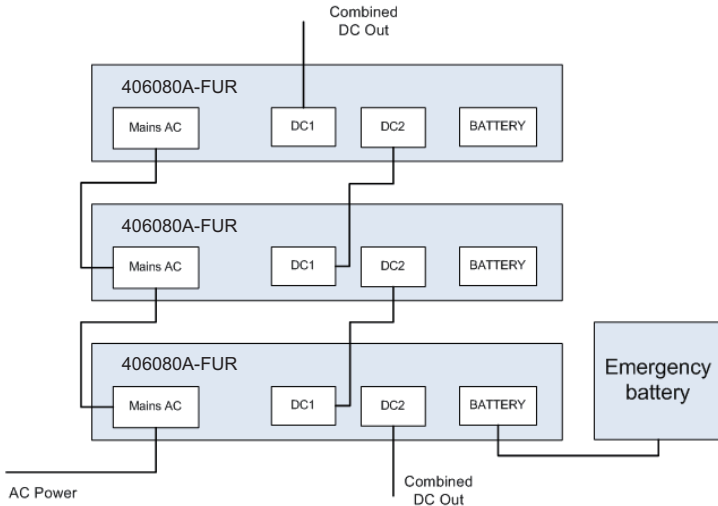 Combined
DC Out
406080A-FUR
Mains AC
DC1
DC2
BATTERY
406080A-FUR
Mains AC
DC1
DC2
BATTERY
406080A-FUR
Mains AC
DC1
DC2
BATTERY
Emergency
battery
AC Power
Combined
DC Out